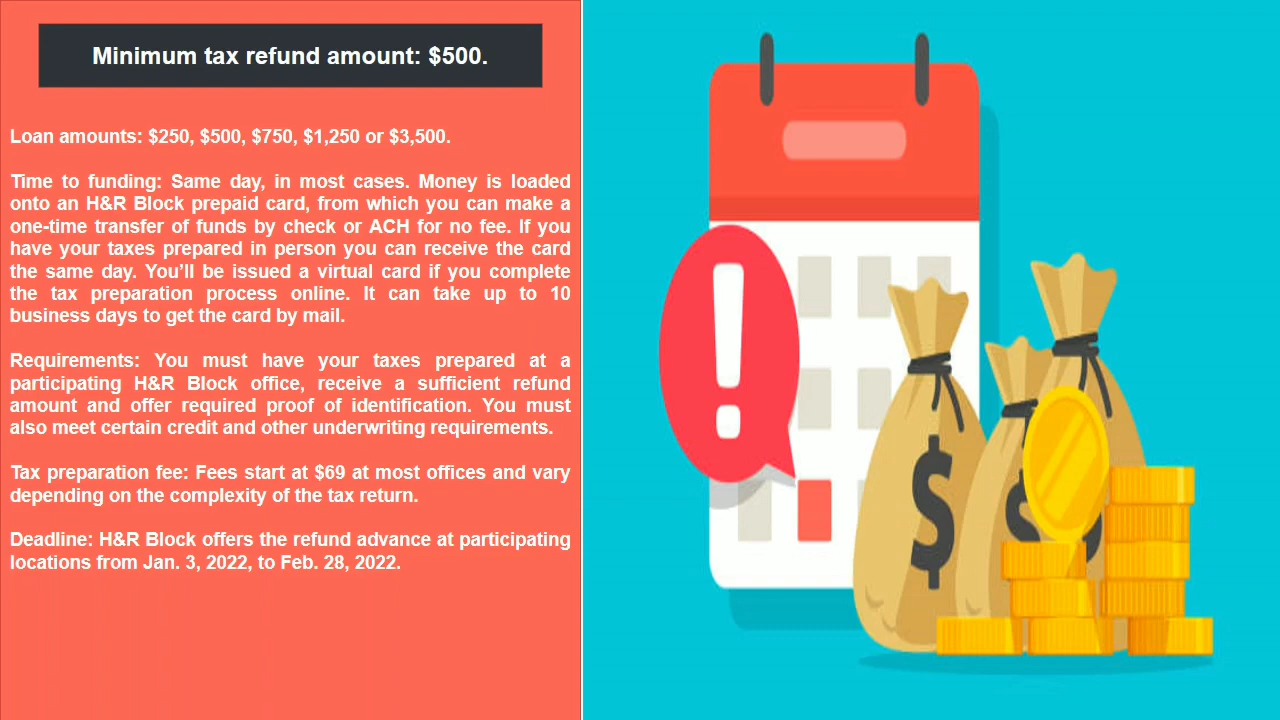 Minimum tax refund amount: $500.
Loan amounts: $250, $500, $750, $1,250 or $3,500.
Time to funding: Same day, in most cases. Money is loaded
onto an H&R Block prepaid card, from which you can make a
one-time transfer of funds by check or ACH for no fee. If you
have your taxes prepared in person you can receive the card
the same day. You’ll be issued a virtual card if you complete
the tax preparation process online. It can take up to 10
business days to get the card by mail.
Requirements: You must have your taxes prepared at a
participating H&R Block office, receive a sufficient refund
amount and offer required proof of identification. You must
also meet certain credit and other underwriting requirements.
Tax preparation fee: Fees start at $69 at most offices and vary
depending on the complexity of the tax return.
Deadline: H&R Block offers the refund advance at participating
locations from Jan. 3, 2022, to Feb. 28, 2022.
!
$
$